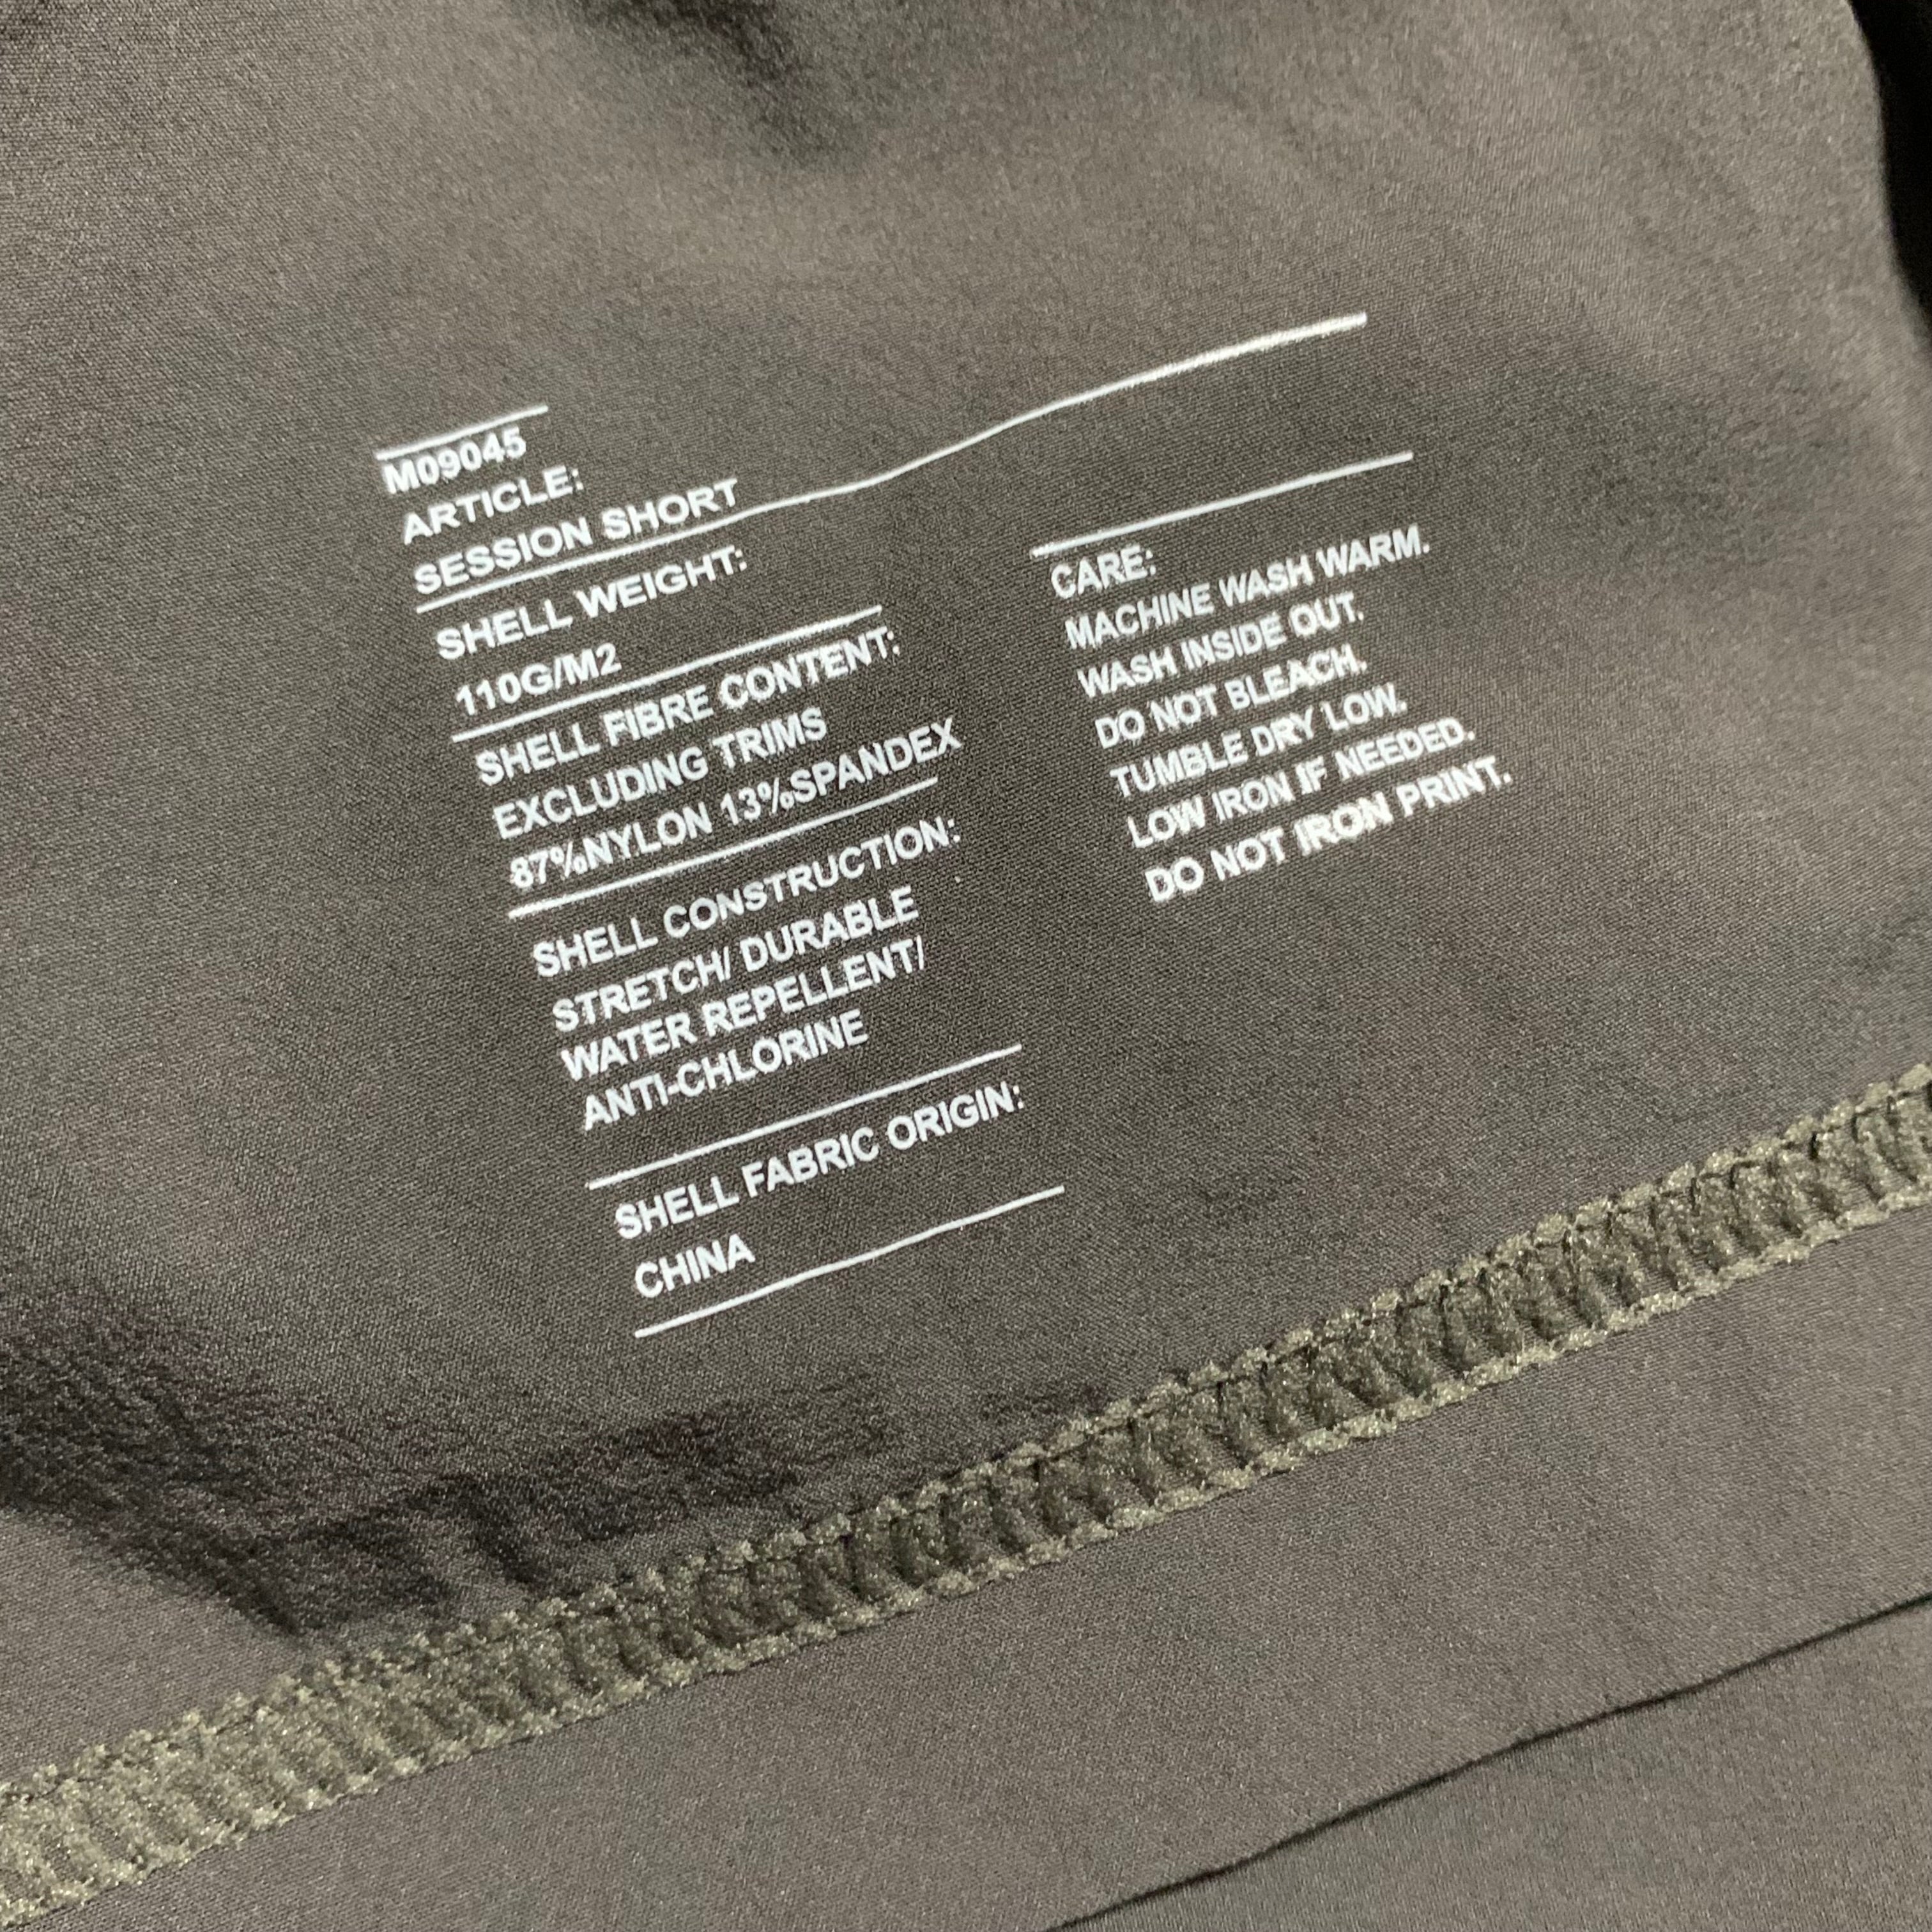 M09045
ARTICLE:
SESSION SHORT
SHELL WEIGHT:
110G/M2
SHELL FIBRE CONTENT:
EXCLUDING TRIMS
87%NYLON 13%SPANDEX
SHELL CONSTRUCTION:
STRETCH/ DURABLE
WATER REPELLENT/
ANTI-CHLORINE
SHELL FABRIC ORIGIN:
CHINA
CARE:
MACHINE WASH WARM.
WASH INSIDE OUT.
DO NOT BLEACH.
TUMBLE DRY LOW.
LOW IRON IF NEEDED.
DO NOT IRON PRINT.